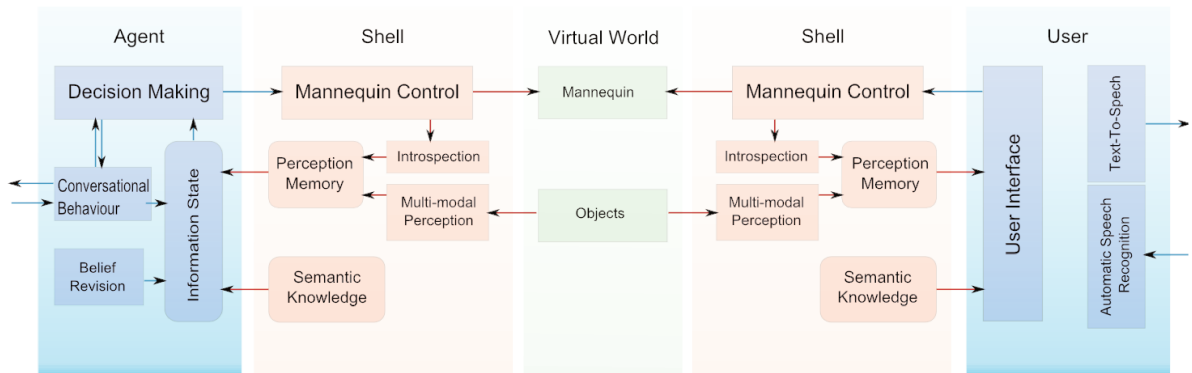 Agent
Shell
Virtual World
Shell
User
Decision Making
Mannequin Control
Mannequin
Mannequin Control
Text-To-Spech
Conversational
Behaviour
Information State
Perception
Memory
Introspection
Introspection
Perception
Memory
User Interface
Multi-modal
Perception
Objects
Multi-modal
Perception
Belief
Revision
Semantic
Knowledge
Semantic
Knowledge
Automatic Speech
Recognition